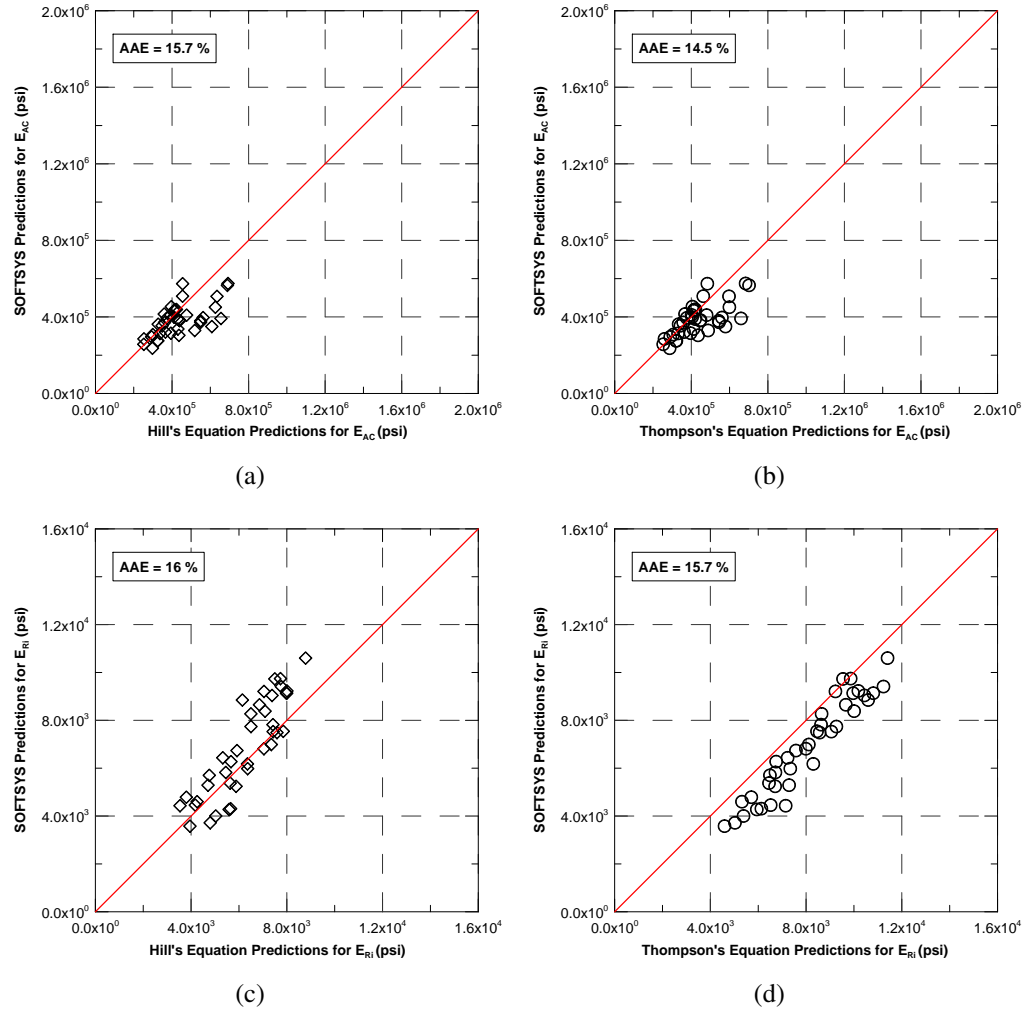 2.0x10⁶
AAE = 15.7 %
1.6x10⁶
1.2x10⁶
8.0x10⁵
4.0x10⁵
0.0x10⁰
SOFTSYS Predictions for E_AC (psi)
0.0x10⁰ 4.0x10⁵ 8.0x10⁵ 1.2x10⁶ 1.6x10⁶ 2.0x10⁶
Hill's Equation Predictions for E_AC (psi)
(a)
2.0x10⁶
AAE = 14.5 %
1.6x10⁶
1.2x10⁶
8.0x10⁵
4.0x10⁵
0.0x10⁰
SOFTSYS Predictions for E_AC (psi)
0.0x10⁰ 4.0x10⁵ 8.0x10⁵ 1.2x10⁶ 1.6x10⁶ 2.0x10⁶
Thompson's Equation Predictions for E_AC (psi)
(b)
1.6x10⁴
AAE = 16 %
1.2x10⁴
8.0x10³
4.0x10³
0.0x10⁰
SOFTSYS Predictions for E_Ri (psi)
0.0x10⁰ 4.0x10³ 8.0x10³ 1.2x10⁴ 1.6x10⁴
Hill's Equation Predictions for E_Ri (psi)
(c)
1.6x10⁴
AAE = 15.7 %
1.2x10⁴
8.0x10³
4.0x10³
0.0x10⁰
SOFTSYS Predictions for E_Ri (psi)
0.0x10⁰ 4.0x10³ 8.0x10³ 1.2x10⁴ 1.6x10⁴
Thompson's Equation Predictions for E_Ri (psi)
(d)